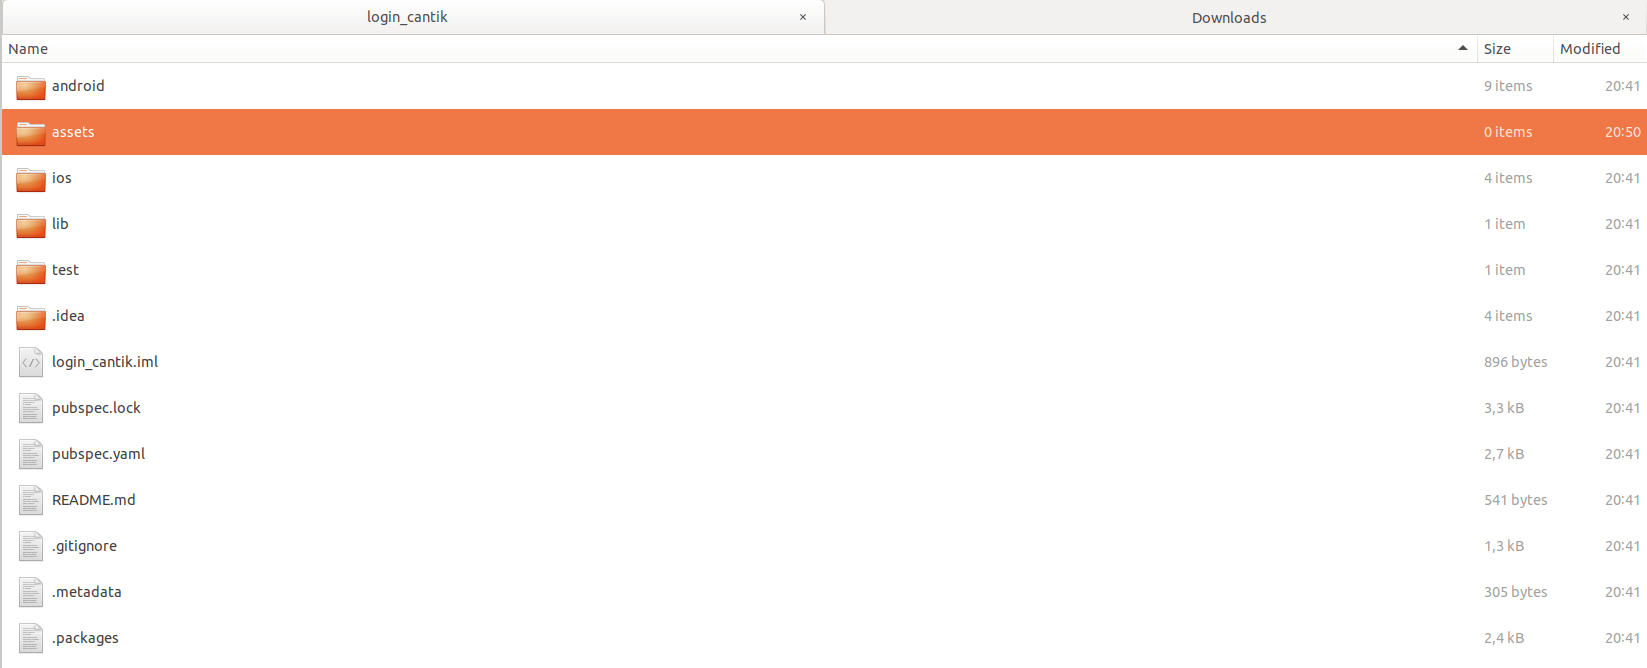 login_cantik × Downloads ×
Name Size Modified
android 9 items 20:41
assets 0 items 20:50
ios 4 items 20:41
lib 1 item 20:41
test 1 item 20:41
.idea 4 items 20:41
login_cantik.iml 896 bytes 20:41
pubspec.lock 3,3 kB 20:41
pubspec.yaml 2,7 kB 20:41
README.md 541 bytes 20:41
.gitignore 1,3 kB 20:41
.metadata 305 bytes 20:41
.packages 2,4 kB 20:41